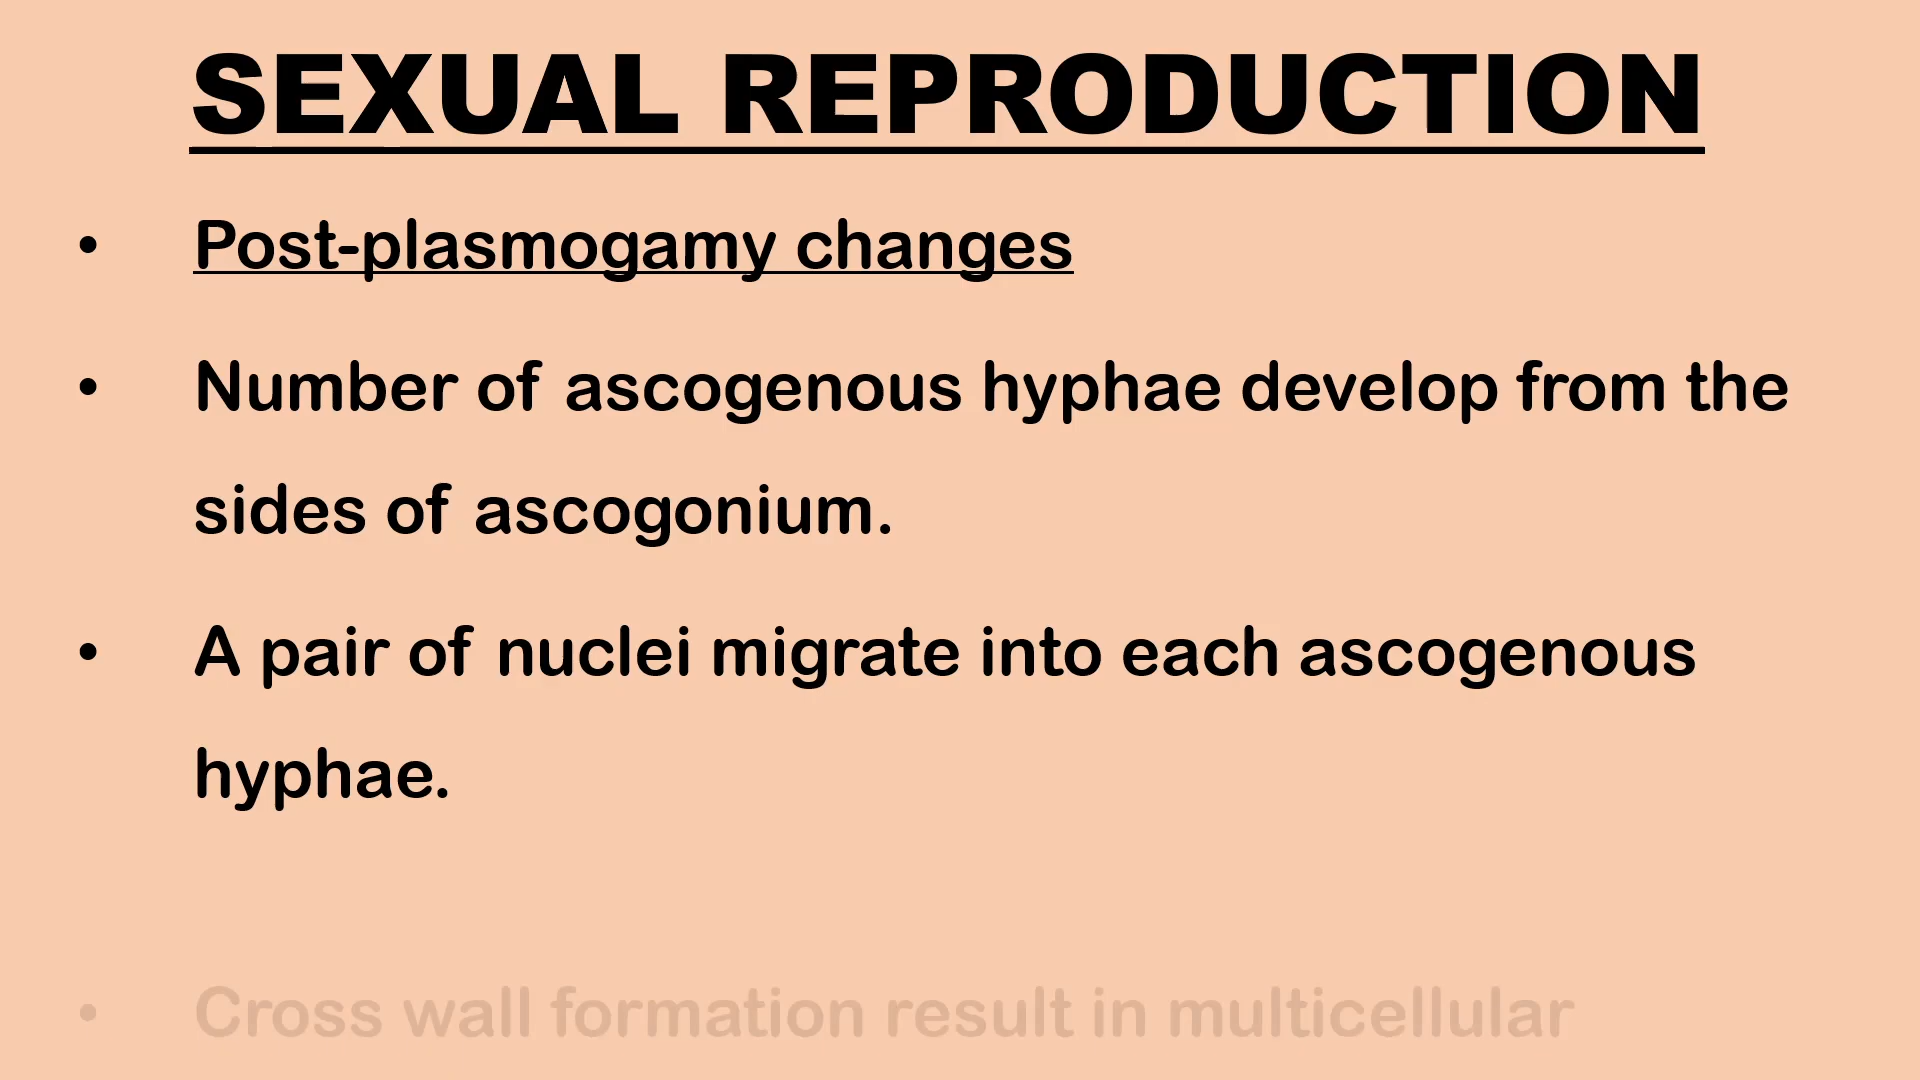 SEXUAL REPRODUCTION
• Post-plasmogamy changes
• Number of ascogenous hyphae develop from the
sides of ascogonium.
• A pair of nuclei migrate into each ascogenous
hyphae.
• Cross wall formation result in multicellular